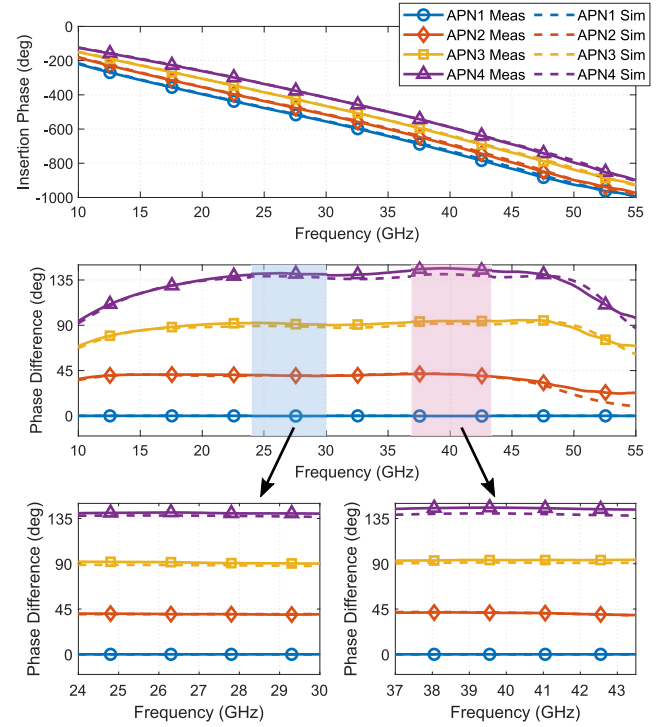 APN1 Meas APN1 Sim
APN2 Meas APN2 Sim
APN3 Meas APN3 Sim
APN4 Meas APN4 Sim
Insertion Phase (deg)
0
-200
-400
-600
-800
-1000
10 15 20 25 30 35 40 45 50 55
Frequency (GHz)
Phase Difference (deg)
135
90
45
0
10 15 20 25 30 35 40 45 50 55
Frequency (GHz)
Phase Difference (deg)
135
90
45
0
24 25 26 27 28 29 30
Frequency (GHz)
Phase Difference (deg)
135
90
45
0
37 38 39 40 41 42 43
Frequency (GHz)